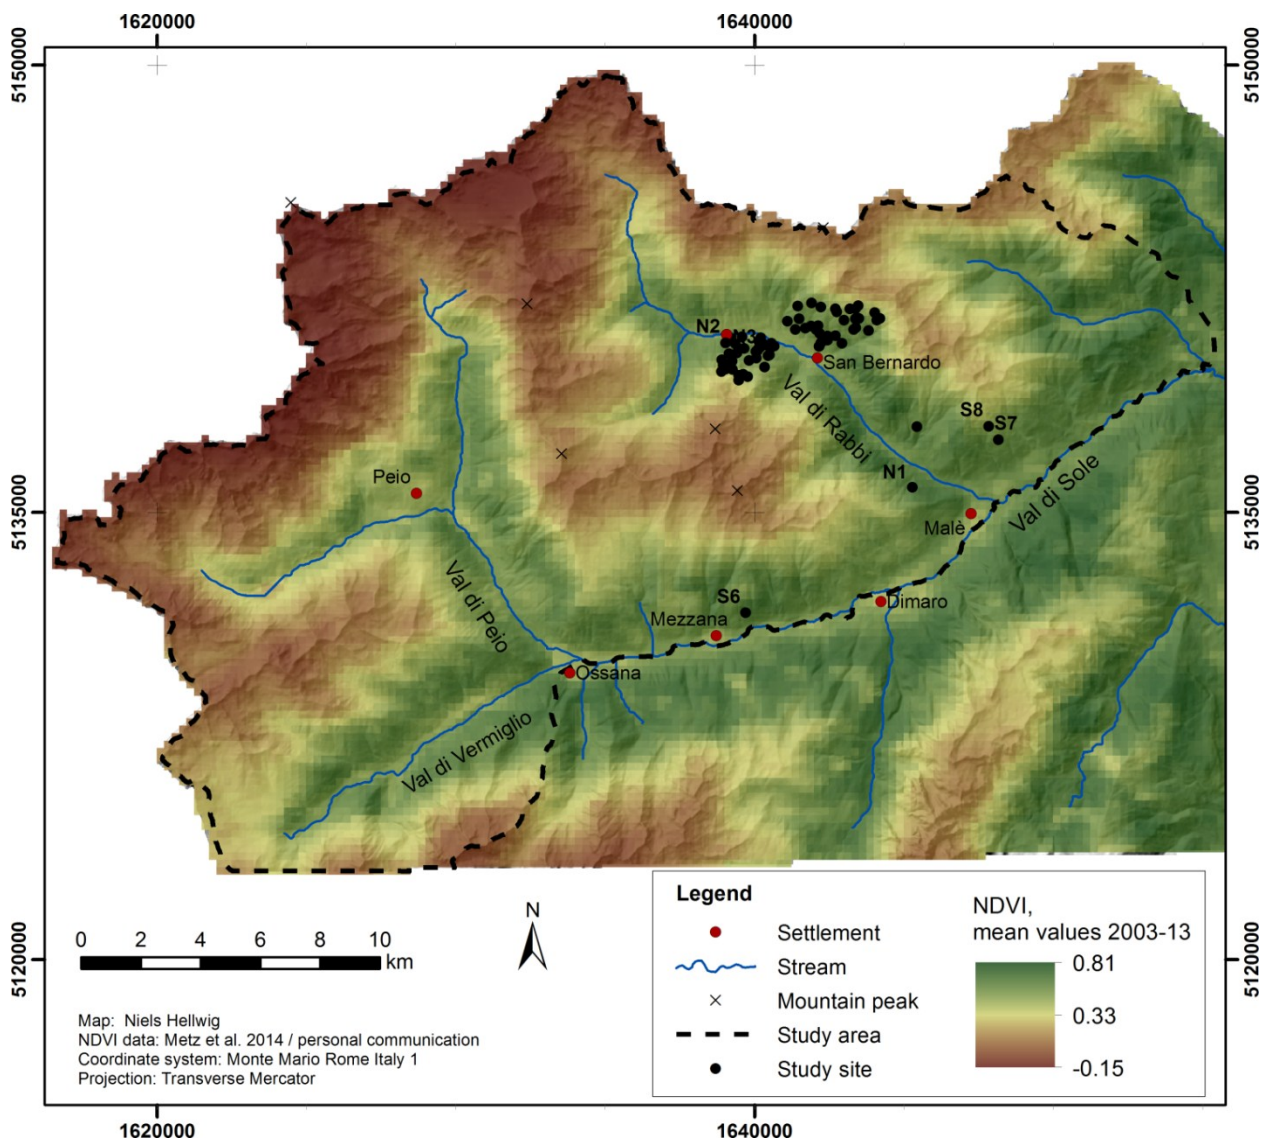 1620000
1640000
5150000
5150000
N2
N3
San Bernardo
Val di Rabbi
S8
S7
Peio
N1
5135000
5135000
Malè
Val di Sole
Val di Peio
S6
Mezzana
Dimaro
Ossana
Val di Vermiglio
Legend
Settlement
Stream
Mountain peak
Study area
Study site
NDVI,
mean values 2003-13
0.81
0.33
-0.15
N
0 2 4 6 8 10
km
5120000
5120000
Map: Niels Hellwig
NDVI data: Metz et al. 2014 / personal communication
Coordinate system: Monte Mario Rome Italy 1
Projection: Transverse Mercator
1620000
1640000